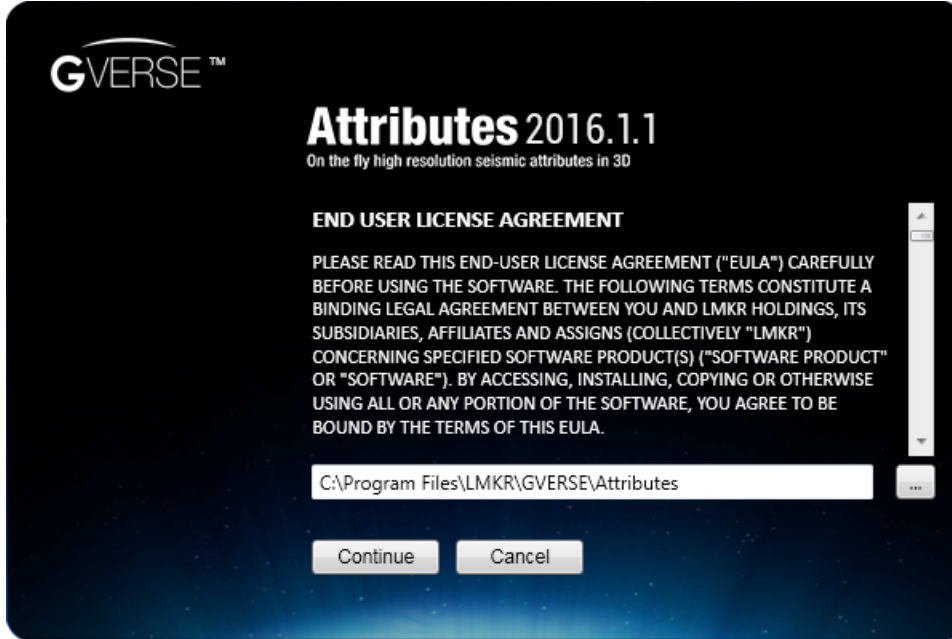 GVERSE™
Attributes 2016.1.1
On the fly high resolution seismic attributes in 3D
END USER LICENSE AGREEMENT
PLEASE READ THIS END-USER LICENSE AGREEMENT ("EULA") CAREFULLY
BEFORE USING THE SOFTWARE. THE FOLLOWING TERMS CONSTITUTE A
BINDING LEGAL AGREEMENT BETWEEN YOU AND LMKR HOLDINGS, ITS
SUBSIDIARIES, AFFILIATES AND ASSIGNS (COLLECTIVELY "LMKR")
CONCERNING SPECIFIED SOFTWARE PRODUCT(S) ("SOFTWARE PRODUCT"
OR "SOFTWARE"). BY ACCESSING, INSTALLING, COPYING OR OTHERWISE
USING ALL OR ANY PORTION OF THE SOFTWARE, YOU AGREE TO BE
BOUND BY THE TERMS OF THIS EULA.
C:\Program Files\LMKR\GVERSE\Attributes
...
Continue Cancel